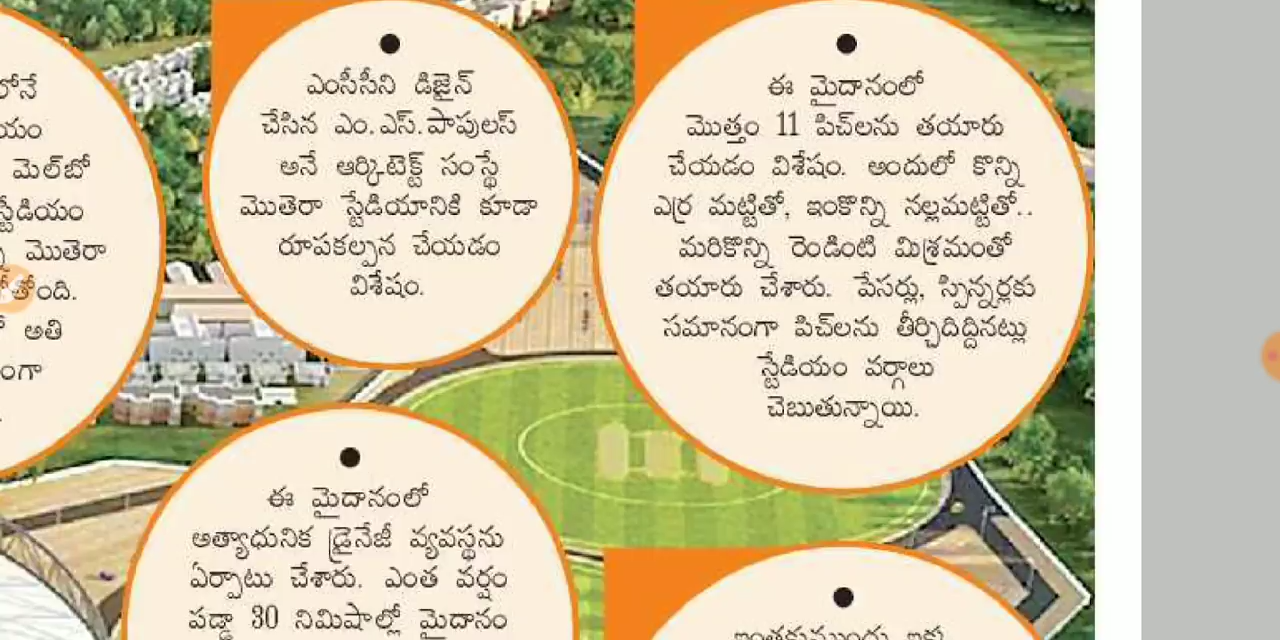 లోనే
యం
మెల్‌బో
స్టేడియం
మొతెరా
తోంది.
అతి
ంగా
ఎంసీసీని డిజైన్
చేసిన ఎం.ఎస్.పాపులస్
అనే ఆర్కిటెక్ట్ సంస్థే
మొతెరా స్టేడియానికి కూడా
రూపకల్పన చేయడం
విశేషం.
ఈ మైదానంలో
మొత్తం 11 పిచ్‌లను తయారు
చేయడం విశేషం. అందులో కొన్ని
ఎర్ర మట్టితో, ఇంకొన్ని నల్లమట్టితో..
మరికొన్ని రెండింటి మిశ్రమంతో
తయారు చేశారు. పేసర్లు, స్పిన్నర్లకు
సమానంగా పిచ్‌లను తీర్చిదిద్దినట్లు
స్టేడియం వర్గాలు
చెబుతున్నాయి.
ఈ మైదానంలో
అత్యాధునిక డ్రైనేజీ వ్యవస్థను
ఏర్పాటు చేశారు. ఎంత వర్షం
పడ్డా 30 నిమిషాల్లో మైదానం